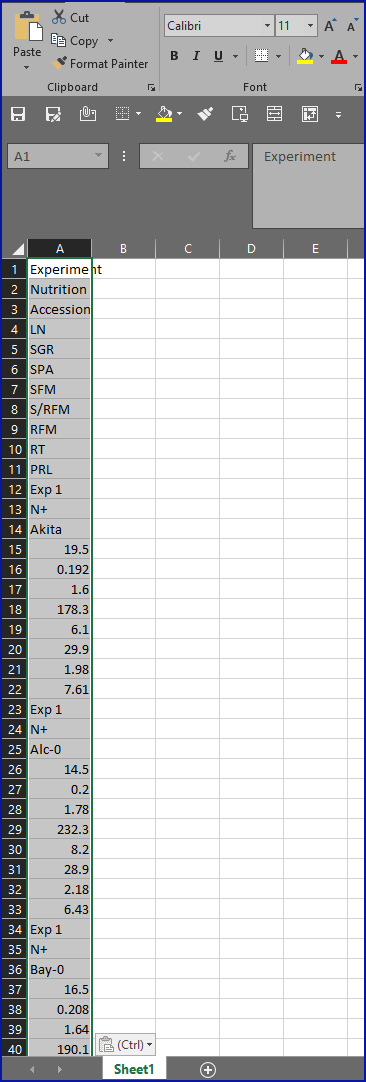 Cut
Copy
Paste
Format Painter
Clipboard
Calibri
11
A
A
B
I
U
A
Font
A1
fx
Experiment
A
B
C
D
E
1 Experiment
2 Nutrition
3 Accession
4 LN
5 SGR
6 SPA
7 SFM
8 S/RFM
9 RFM
10 RT
11 PRL
12 Exp 1
13 N+
14 Akita
15 19.5
16 0.192
17 1.6
18 178.3
19 6.1
20 29.9
21 1.98
22 7.61
23 Exp 1
24 N+
25 Alc-0
26 14.5
27 0.2
28 1.78
29 232.3
30 8.2
31 28.9
32 2.18
33 6.43
34 Exp 1
35 N+
36 Bay-0
37 16.5
38 0.208
39 1.64
40 190.1
(Ctrl)
Sheet1